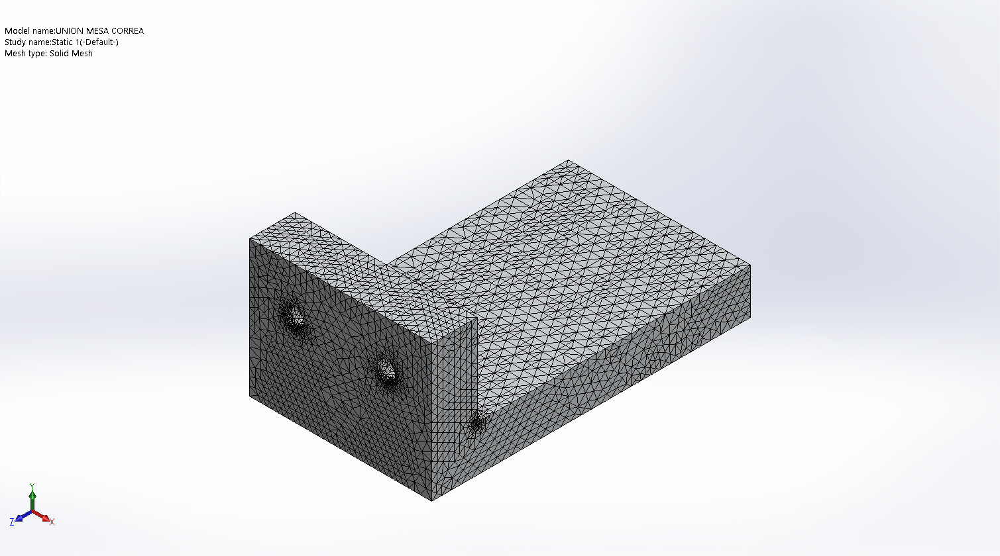 Model name:UNION MESA CORREA
Study name:Static 1(-Default-)
Mesh type: Solid Mesh
Y
Z
X